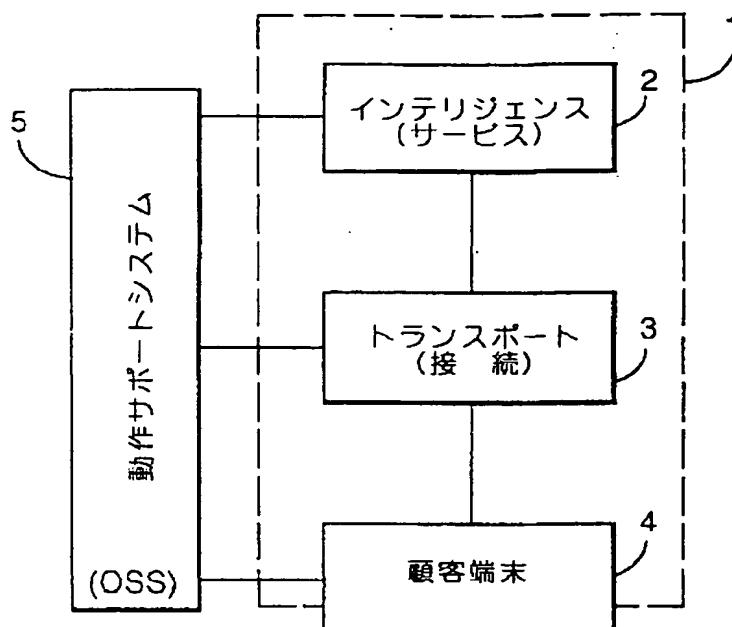 インテリジェンス
(サービス)
2
5
動作サポートシステム
(OSS)
トランスポート
(接 続)
3
顧客端末
4